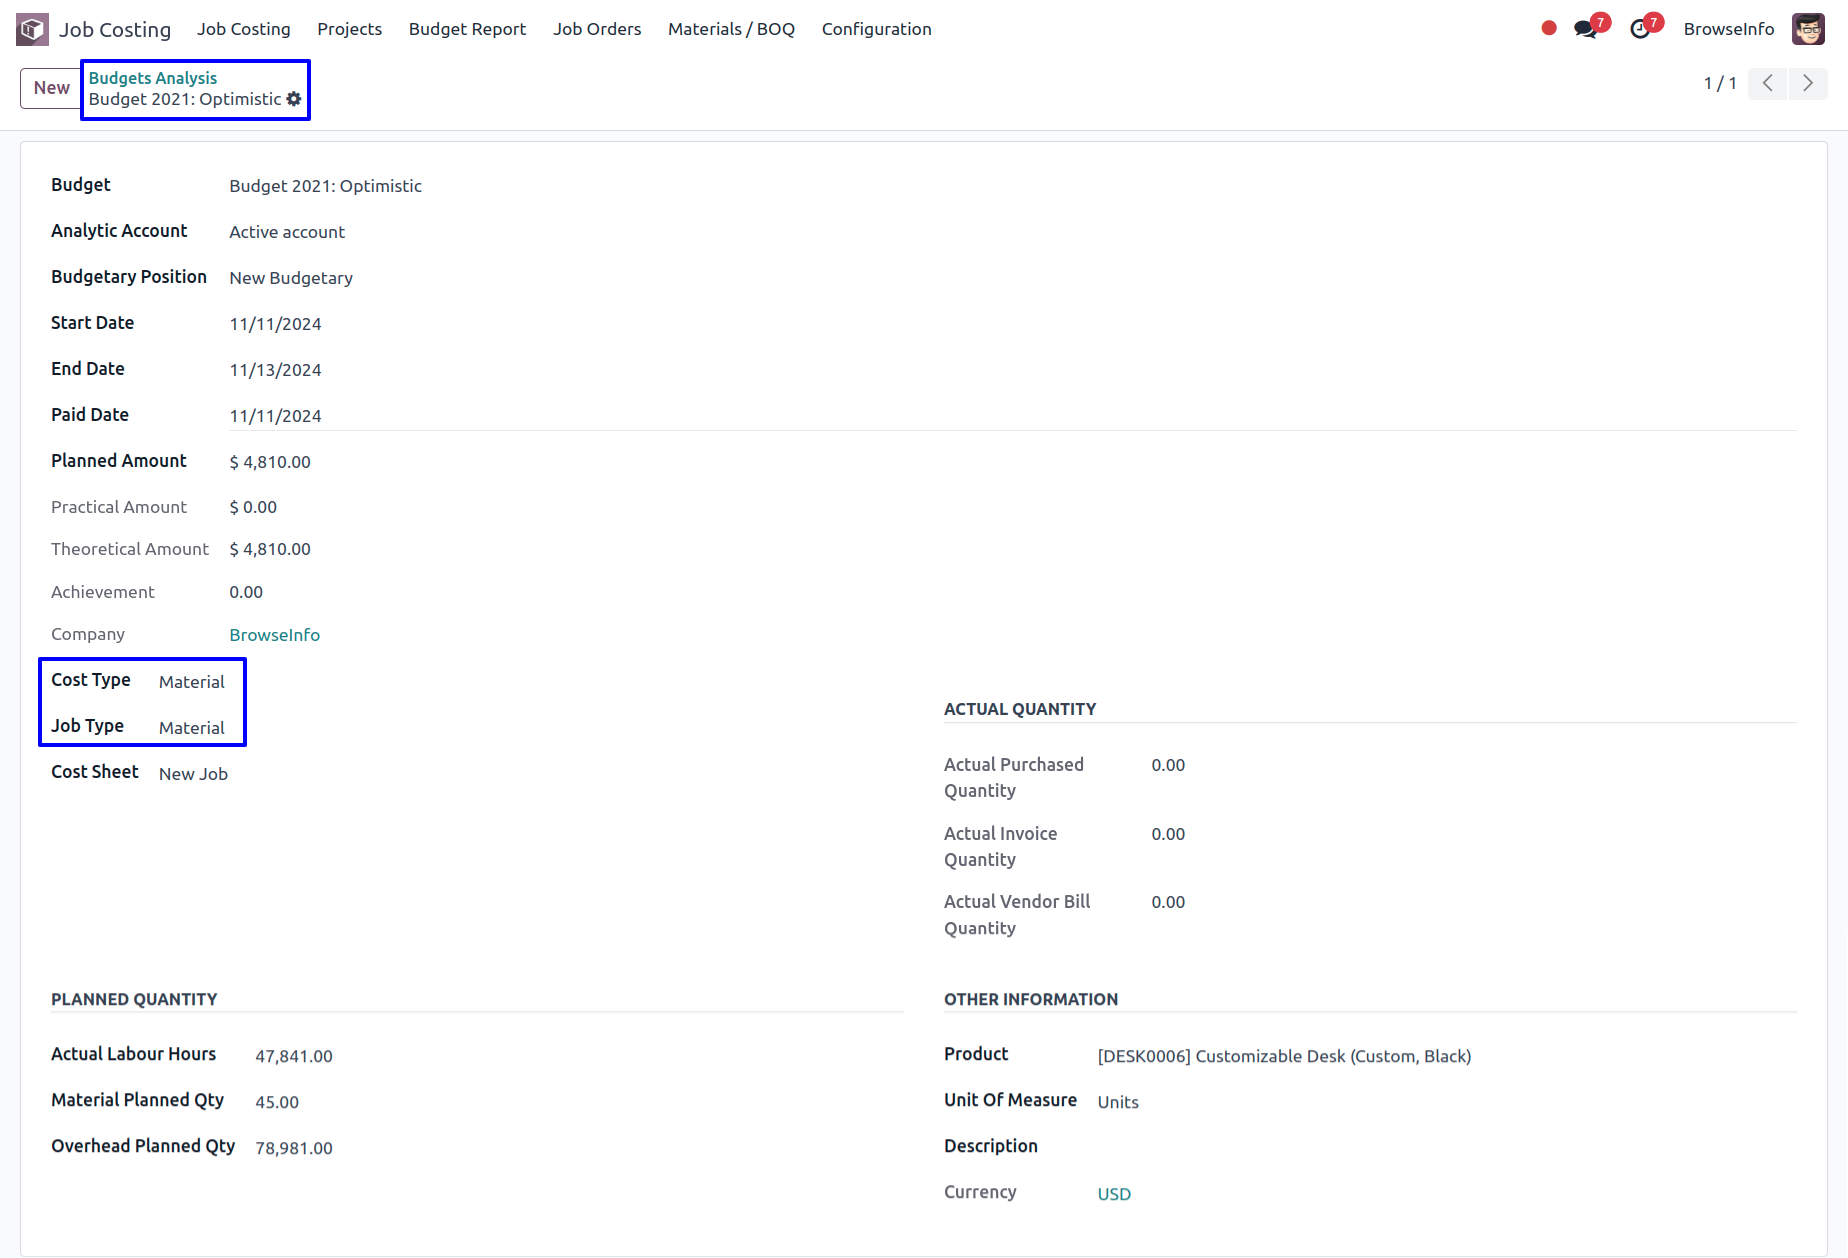 Job Costing Job Costing Projects Budget Report Job Orders Materials / BOQ Configuration 7 7 BrowseInfo
New
Budgets Analysis
Budget 2021: Optimistic
1 / 1
Budget Budget 2021: Optimistic
Analytic Account Active account
Budgetary Position New Budgetary
Start Date 11/11/2024
End Date 11/13/2024
Paid Date 11/11/2024
Planned Amount $ 4,810.00
Practical Amount $ 0.00
Theoretical Amount $ 4,810.00
Achievement 0.00
Company BrowseInfo
Cost Type Material
Job Type Material
Cost Sheet New Job
ACTUAL QUANTITY
Actual Purchased 0.00
Quantity
Actual Invoice 0.00
Quantity
Actual Vendor Bill 0.00
Quantity
PLANNED QUANTITY
Actual Labour Hours 47,841.00
Material Planned Qty 45.00
Overhead Planned Qty 78,981.00
OTHER INFORMATION
Product [DESK0006] Customizable Desk (Custom, Black)
Unit Of Measure Units
Description
Currency USD